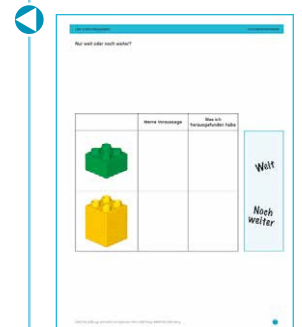 Nur weit oder noch weiter?
Meine Voraussage
Was ich
herausgefunden habe
Weit
Noch
weiter